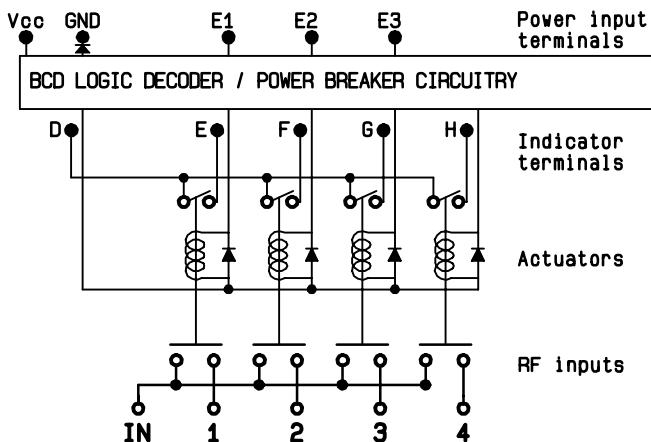 Vcc GND E1 E2 E3 Power input
terminals
BCD LOGIC DECODER / POWER BREAKER CIRCUITRY
D E F G H Indicator
terminals
Actuators
RF inputs
IN 1 2 3 4